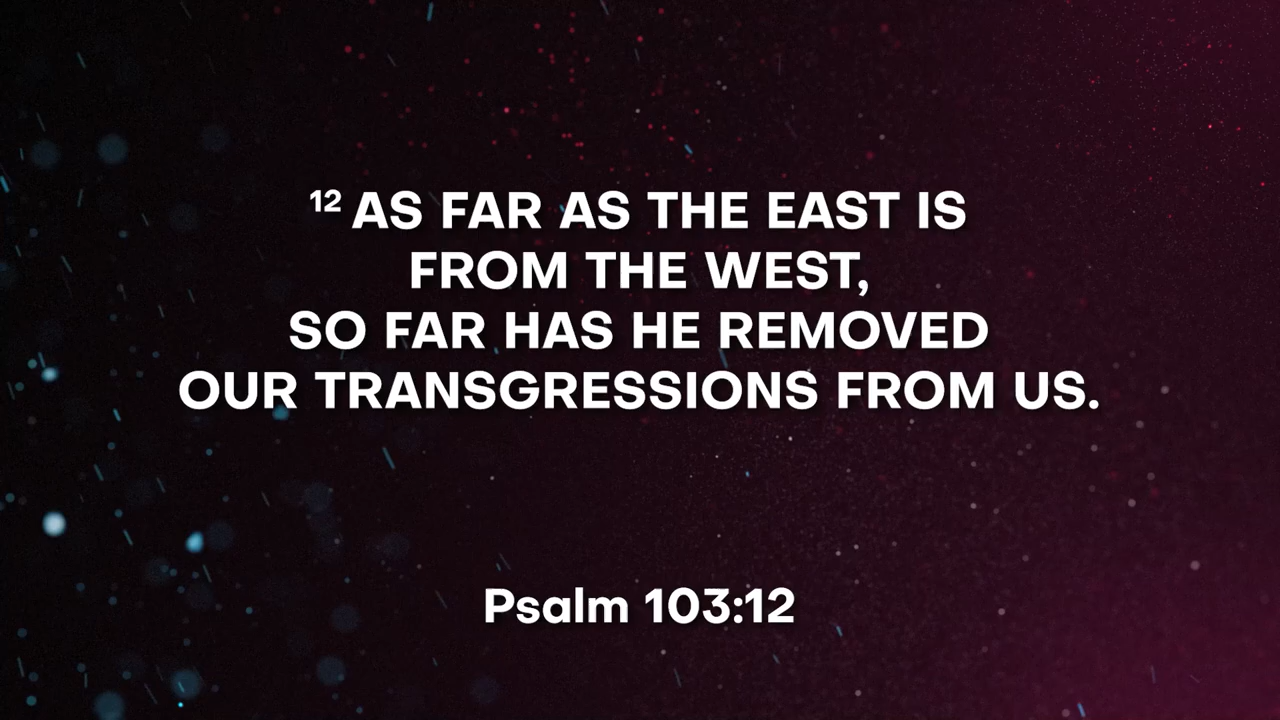 12 AS FAR AS THE EAST IS
FROM THE WEST,
SO FAR HAS HE REMOVED
OUR TRANSGRESSIONS FROM US.
Psalm 103:12